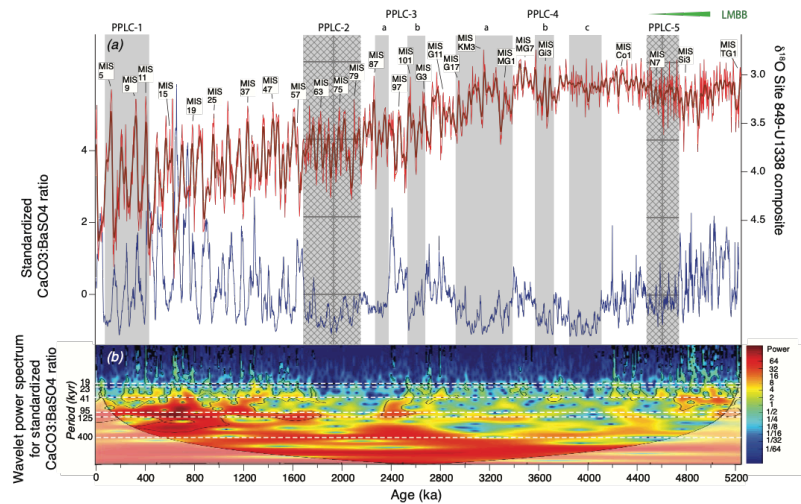 PPLC-1
PPLC-2
PPLC-3
PPLC-4
PPLC-5
LMBB
a
b
a
b
c
(a)
MIS
5
MIS
9
MIS
11
MIS
15
MIS
19
MIS
25
MIS
37
MIS
47
MIS
57
MIS
63
MIS
75
MIS
79
MIS
87
MIS
97
MIS
101
MIS
G3
MIS
G11
MIS
G17
MIS
KM3
MIS
MG1
MIS
MG7
MIS
Gi3
MIS
Co1
MIS
N7
MIS
Si3
MIS
TG1
Standardized
CaCO3:BaSO4 ratio
4
2
0
3.0
3.5
4.0
4.5
δ18O Site 849-U1338 composite
(b)
Wavelet power spectrum
for standardized
CaCO3:BaSO4 ratio
Period (kyr)
19
23
41
95
125
400
Power
64
32
16
8
4
2
1
1/2
1/4
1/8
1/16
1/32
1/64
0 400 800 1200 1600 2000 2400 2800 3200 3600 4000 4400 4800 5200
Age (ka)